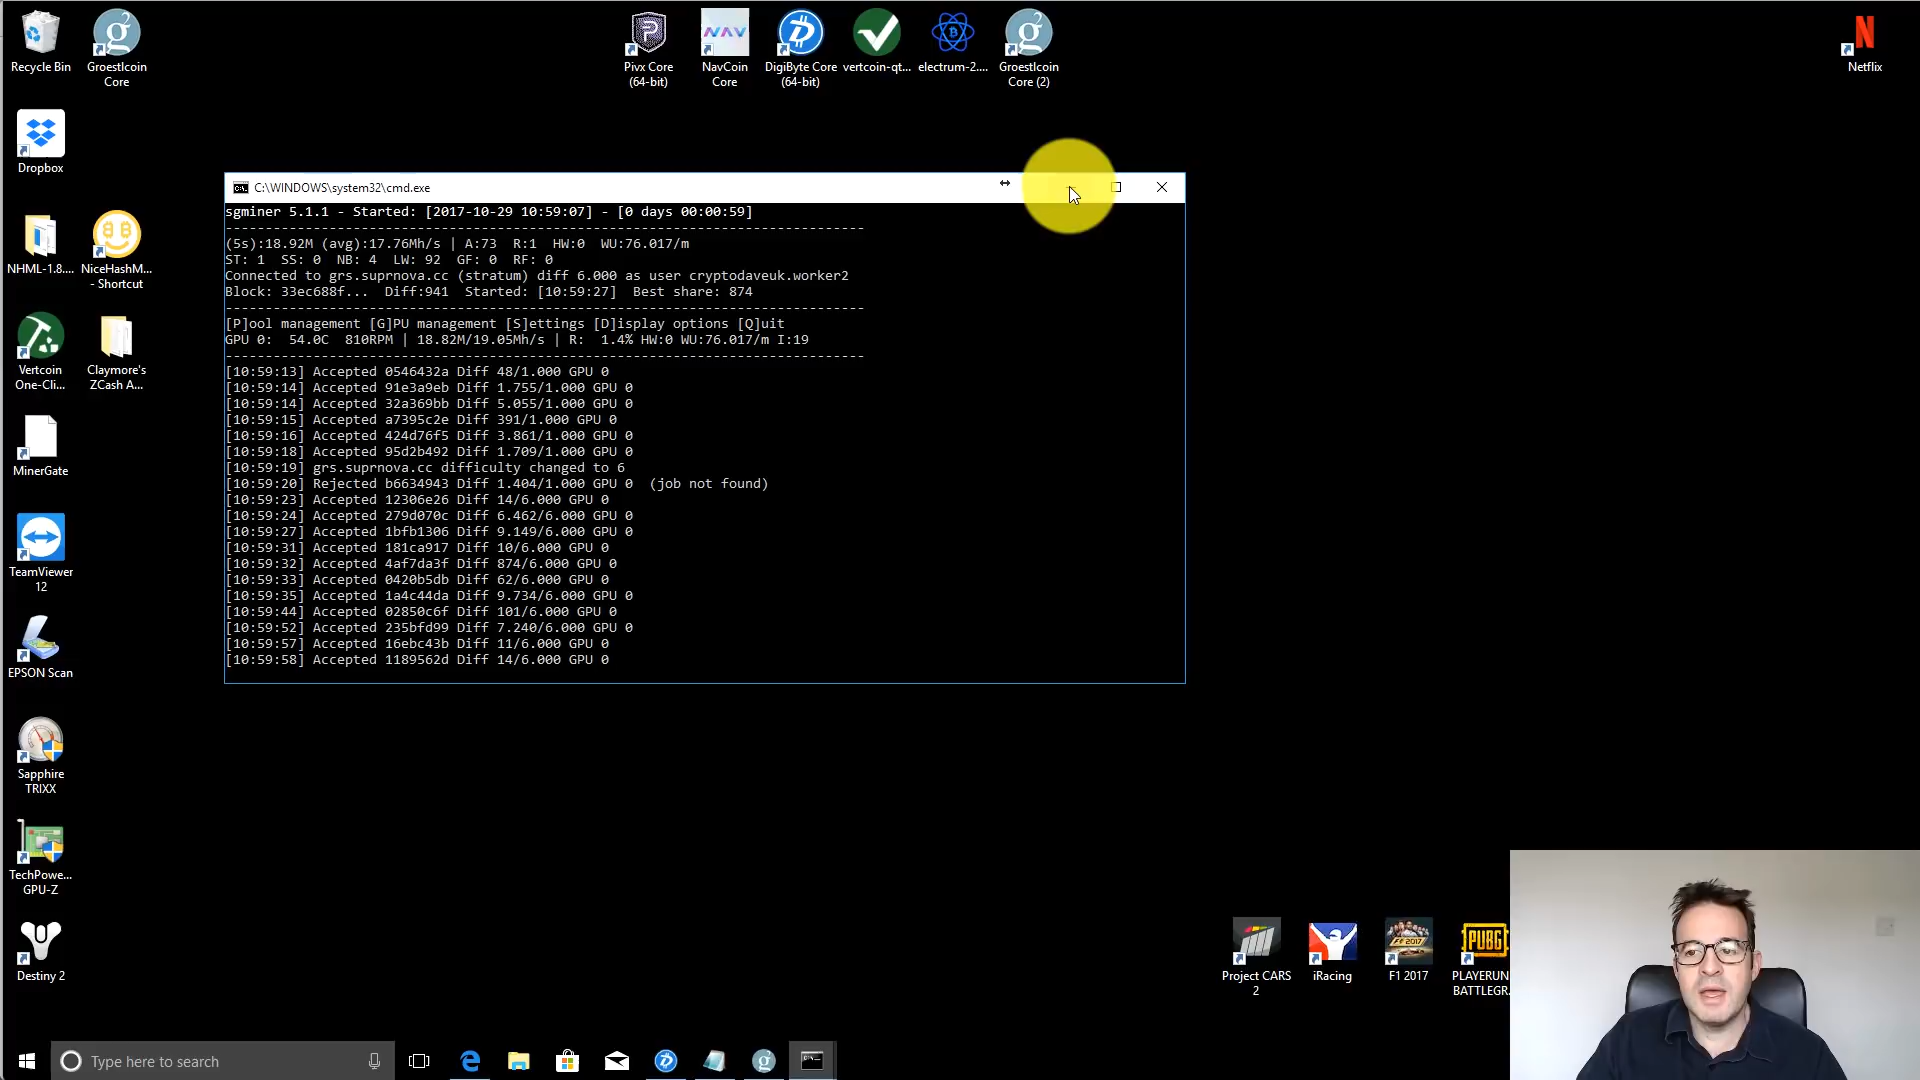 Recycle Bin
Groestlcoin
Core
Pivx Core
(64-bit)
NAV
NavCoin
Core
DigiByte Core
(64-bit)
vertcoin-qt...
electrum-2....
Groestlcoin
Core (2)
N
Netflix
Dropbox
NHML-1.8....
NiceHashM...
- Shortcut
Vertcoin
One-Cli...
Claymore's
ZCash A...
MinerGate
TeamViewer
12
EPSON Scan
Sapphire
TRIXX
TechPowe...
GPU-Z
Destiny 2
C:\WINDOWS\system32\cmd.exe
sgminer 5.1.1 - Started: [2017-10-29 10:59:07] - [0 days 00:00:59]
--------------------------------------------------------------------------------
(5s):18.92M (avg):17.76Mh/s | A:73  R:1  HW:0  WU:76.017/m
ST: 1  SS: 0  NB: 4  LW: 92  GF: 0  RF: 0
Connected to grs.suprnova.cc (stratum) diff 6.000 as user cryptodaveuk.worker2
Block: 33ec688f...  Diff:941  Started: [10:59:27]  Best share: 874
--------------------------------------------------------------------------------
[P]ool management [G]PU management [S]ettings [D]isplay options [Q]uit
GPU 0:  54.0C  810RPM | 18.82M/19.05Mh/s | R:  1.4% HW:0 WU:76.017/m I:19
--------------------------------------------------------------------------------
[10:59:13] Accepted 0546432a Diff 48/1.000 GPU 0
[10:59:14] Accepted 91e3a9eb Diff 1.755/1.000 GPU 0
[10:59:14] Accepted 32a369bb Diff 5.055/1.000 GPU 0
[10:59:15] Accepted a7395c2e Diff 391/1.000 GPU 0
[10:59:16] Accepted 424d76f5 Diff 3.861/1.000 GPU 0
[10:59:18] Accepted 95d2b492 Diff 1.709/1.000 GPU 0
[10:59:19] grs.suprnova.cc difficulty changed to 6
[10:59:20] Rejected b6634943 Diff 1.404/1.000 GPU 0  (job not found)
[10:59:23] Accepted 12306e26 Diff 14/6.000 GPU 0
[10:59:24] Accepted 279d070c Diff 6.462/6.000 GPU 0
[10:59:27] Accepted 1bfb1306 Diff 9.149/6.000 GPU 0
[10:59:31] Accepted 181ca917 Diff 10/6.000 GPU 0
[10:59:32] Accepted 4af7da3f Diff 874/6.000 GPU 0
[10:59:33] Accepted 0420b5db Diff 62/6.000 GPU 0
[10:59:35] Accepted 1a4c44da Diff 9.734/6.000 GPU 0
[10:59:44] Accepted 02850c6f Diff 101/6.000 GPU 0
[10:59:52] Accepted 235bfd99 Diff 7.240/6.000 GPU 0
[10:59:57] Accepted 16ebc43b Diff 11/6.000 GPU 0
[10:59:58] Accepted 1189562d Diff 14/6.000 GPU 0
Project CARS
2
iRacing
F1 2017
PUBG
PLAYERUN
BATTLEGR
Type here to search